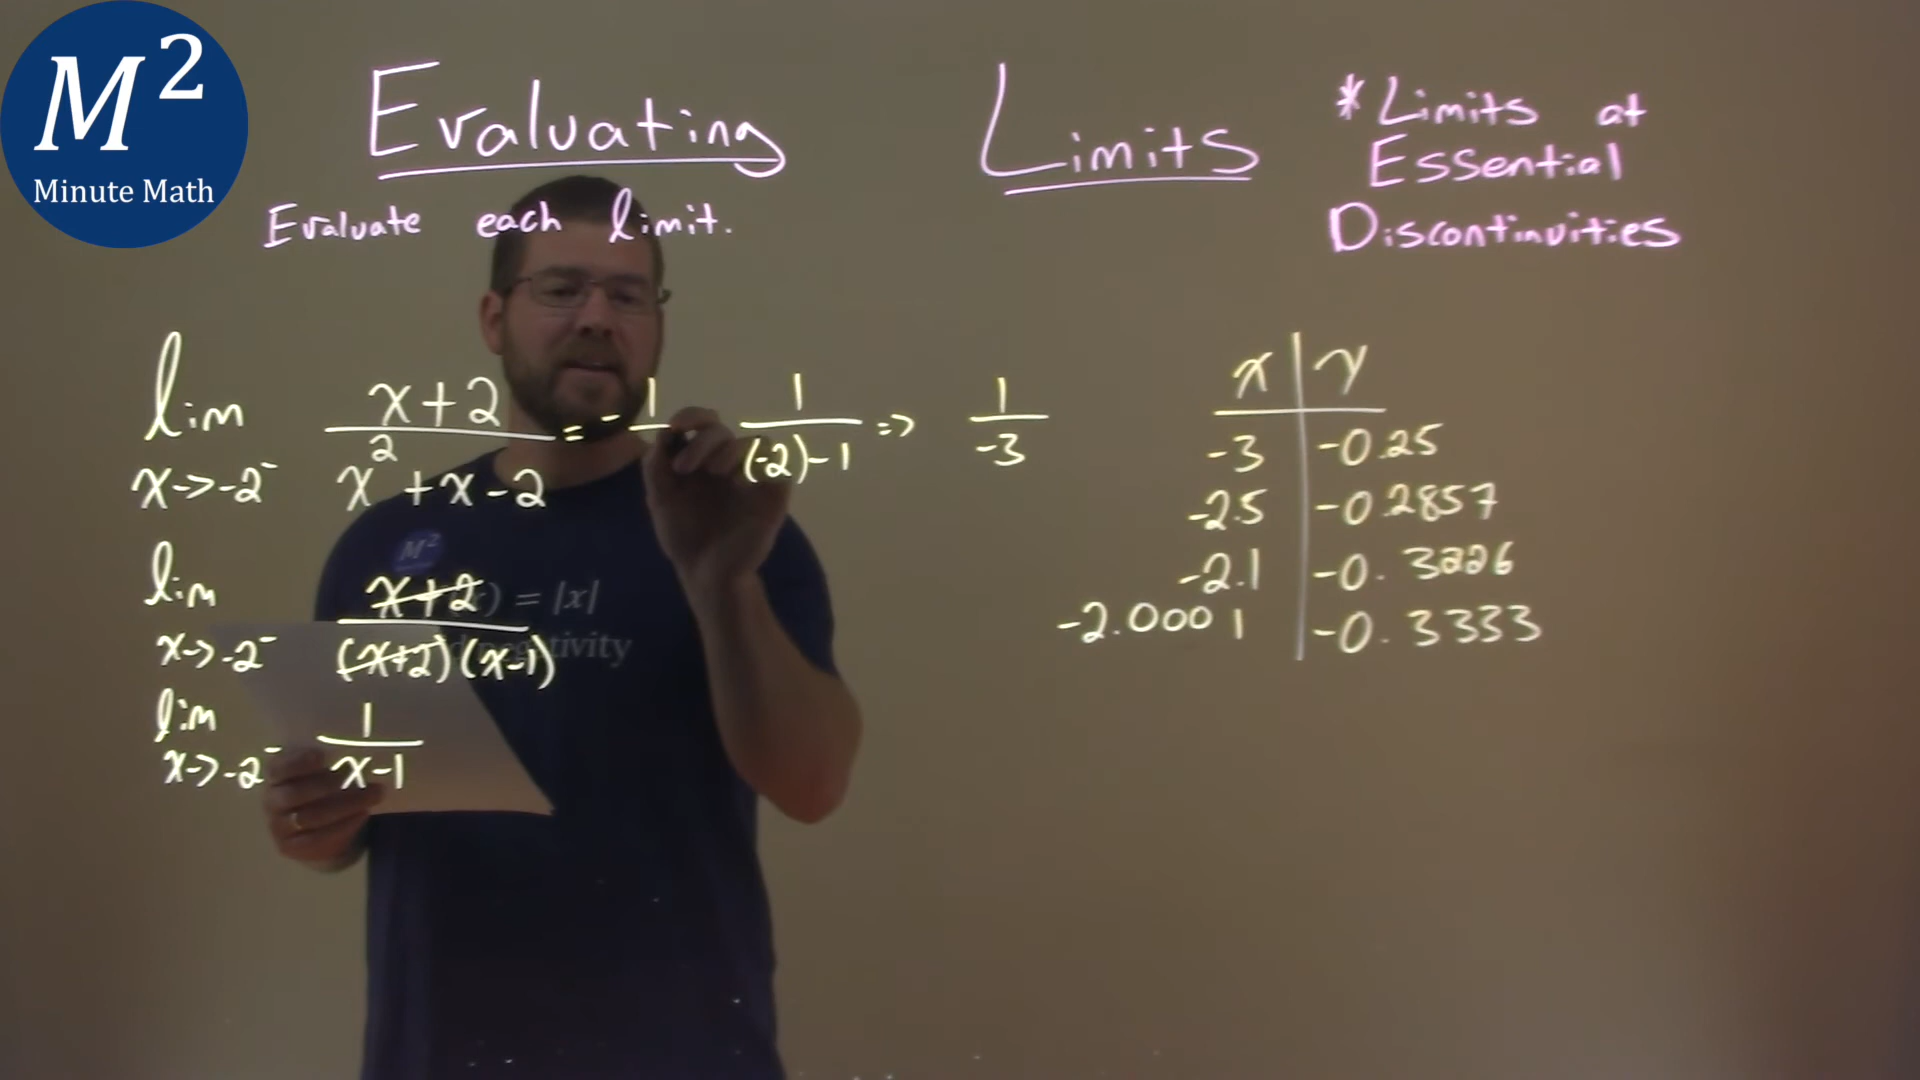 M²
Minute Math
Evaluating Limits
* Limits at
Essential
Discontinuities
Evaluate each limit.
lim x→-2⁻ (x+2)/(x²+x-2) = -1/
1/((-2)-1) => 1/-3
lim x→-2⁻ (x+2)/((x+2)(x-1))
lim x→-2⁻ 1/(x-1)
x | y
-3 | -0.25
-2.5 | -0.2857
-2.1 | -0.3226
-2.0001 | -0.3333
M²
) = |x|